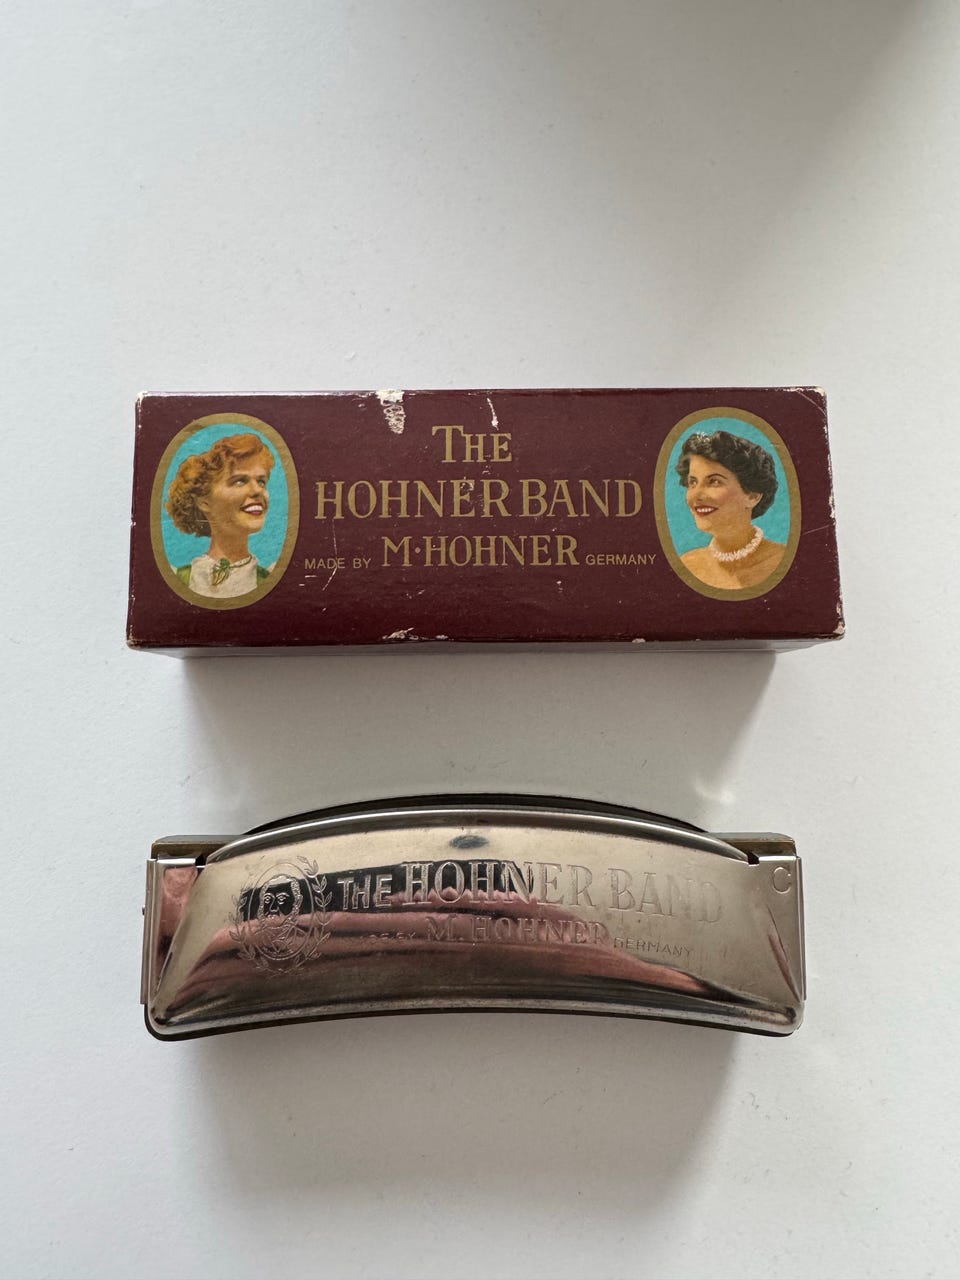 THE
HOHNER BAND
MADE BY M·HOHNER GERMANY
C
THE HOHNER BAND
M. HOHNER GERMANY